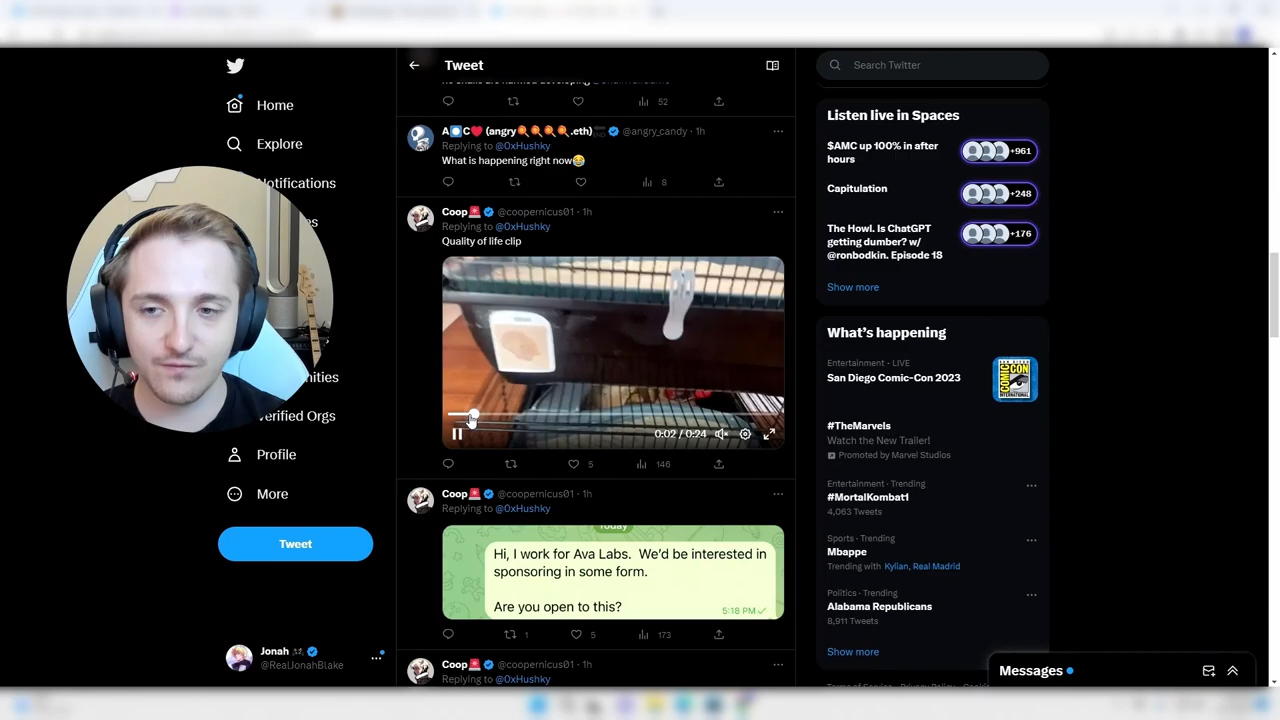 Tweet
Search Twitter
Home
Explore
Notifications
Verified Orgs
Profile
More
Tweet
Jonah
@RealJonahBlake
52
(angry .eth) @angry_candy · 1h
Replying to @0xHushky
What is happening right now😂
8
Coop🚨 @coopernicus01 · 1h
Replying to @0xHushky
Quality of life clip
0:02 / 0:24
5
146
Coop🚨 @coopernicus01 · 1h
Replying to @0xHushky
Today
Hi, I work for Ava Labs. We'd be interested in
sponsoring in some form.
Are you open to this?
5:18 PM
1
5
173
Coop🚨 @coopernicus01 · 1h
Replying to @0xHushky
Listen live in Spaces
$AMC up 100% in after
hours
+961
Capitulation
+248
The Howl. Is ChatGPT
getting dumber? w/
@ronbodkin. Episode 18
+176
Show more
What's happening
Entertainment · LIVE
San Diego Comic-Con 2023
COMIC CON
INTERNATIONAL
#TheMarvels
Watch the New Trailer!
Promoted by Marvel Studios
Entertainment · Trending
#MortalKombat1
4,063 Tweets
Sports · Trending
Mbappe
Trending with Kylian, Real Madrid
Politics · Trending
Alabama Republicans
8,911 Tweets
Show more
Messages